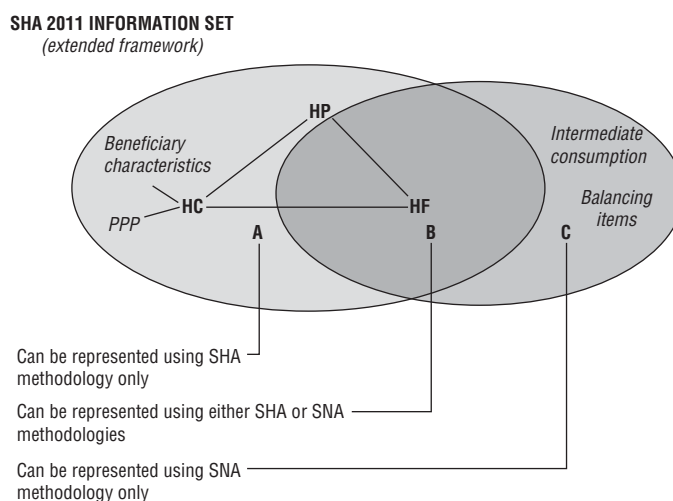 SHA 2011 INFORMATION SET
(extended framework)
HP
Beneficiary
characteristics
Intermediate
consumption
HC
HF
PPP
Balancing
items
A
B
C
Can be represented using SHA
methodology only
Can be represented using either SHA or SNA
methodologies
Can be represented using SNA
methodology only